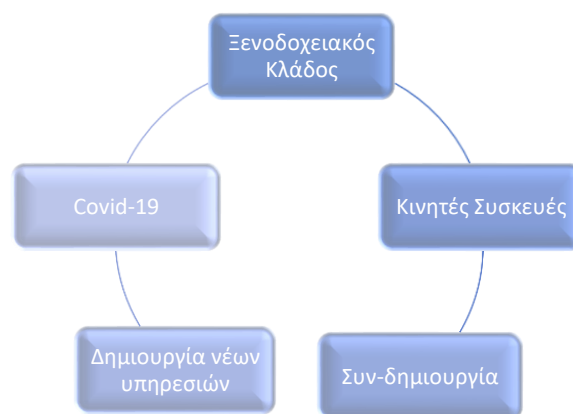 Ξενοδοχειακός
Κλάδος
Covid-19
Κινητές Συσκευές
Δημιουργία νέων
υπηρεσιών
Συν-δημιουργία